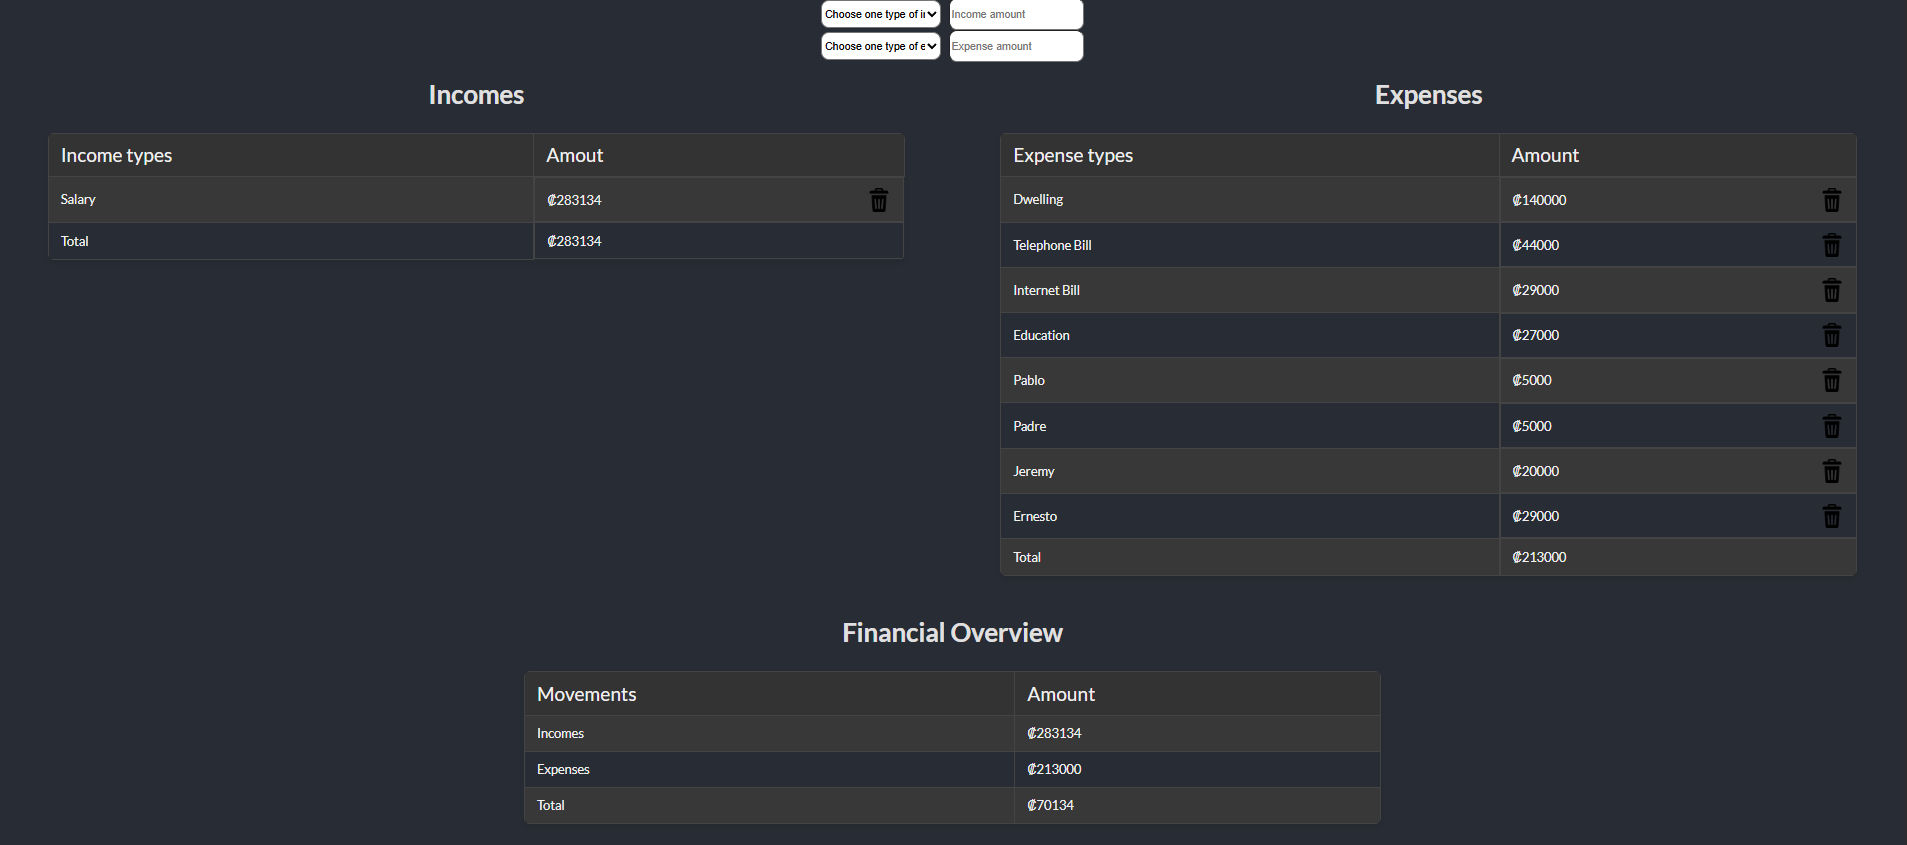 Choose one type of i
Income amount
Choose one type of e
Expense amount
Incomes
Income types Amout
Salary ₡283134
Total ₡283134
Expenses
Expense types Amount
Dwelling ₡140000
Telephone Bill ₡44000
Internet Bill ₡29000
Education ₡27000
Pablo ₡5000
Padre ₡5000
Jeremy ₡20000
Ernesto ₡29000
Total ₡213000
Financial Overview
Movements Amount
Incomes ₡283134
Expenses ₡213000
Total ₡70134